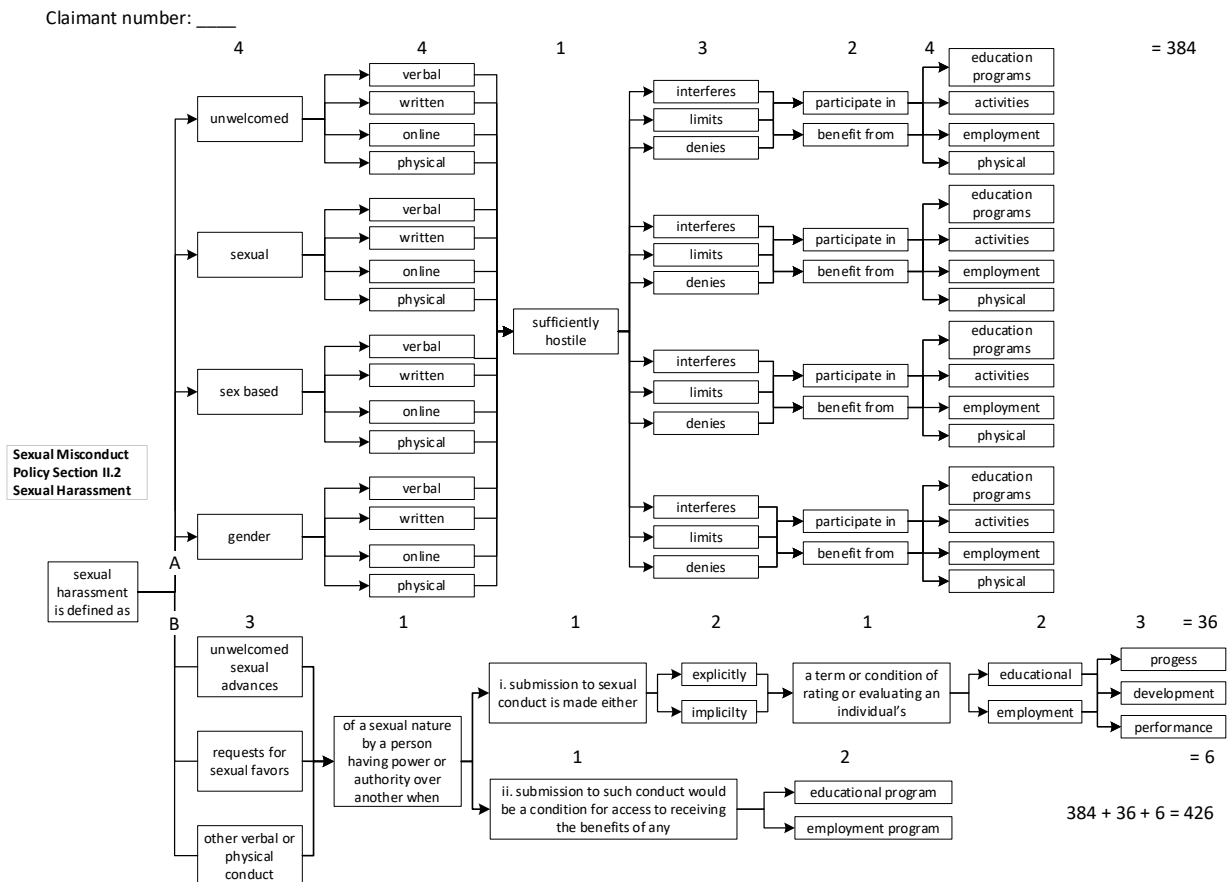 Claimant number: ____
4 4 1 3 2 4 = 384
unwelcomed
verbal
written
online
physical
interferes
limits
denies
participate in
benefit from
education
programs
activities
employment
physical
sexual
verbal
written
online
physical
interferes
limits
denies
participate in
benefit from
education
programs
activities
employment
physical
sufficiently
hostile
sex based
verbal
written
online
physical
interferes
limits
denies
participate in
benefit from
education
programs
activities
employment
physical
Sexual Misconduct
Policy Section II.2
Sexual Harassment
gender
verbal
written
online
physical
interferes
limits
denies
participate in
benefit from
education
programs
activities
employment
physical
A
sexual
harassment
is defined as
B
3 1 1 2 1 2 3 = 36
unwelcomed
sexual
advances
requests for
sexual favors
other verbal or
physical
conduct
of a sexual nature
by a person
having power or
authority over
another when
i. submission to sexual
conduct is made either
explicitly
implicilty
a term or condition of
rating or evaluating an
individual's
educational
employment
progess
development
performance
1 2 = 6
ii. submission to such conduct would
be a condition for access to receiving
the benefits of any
educational program
employment program
384 + 36 + 6 = 426